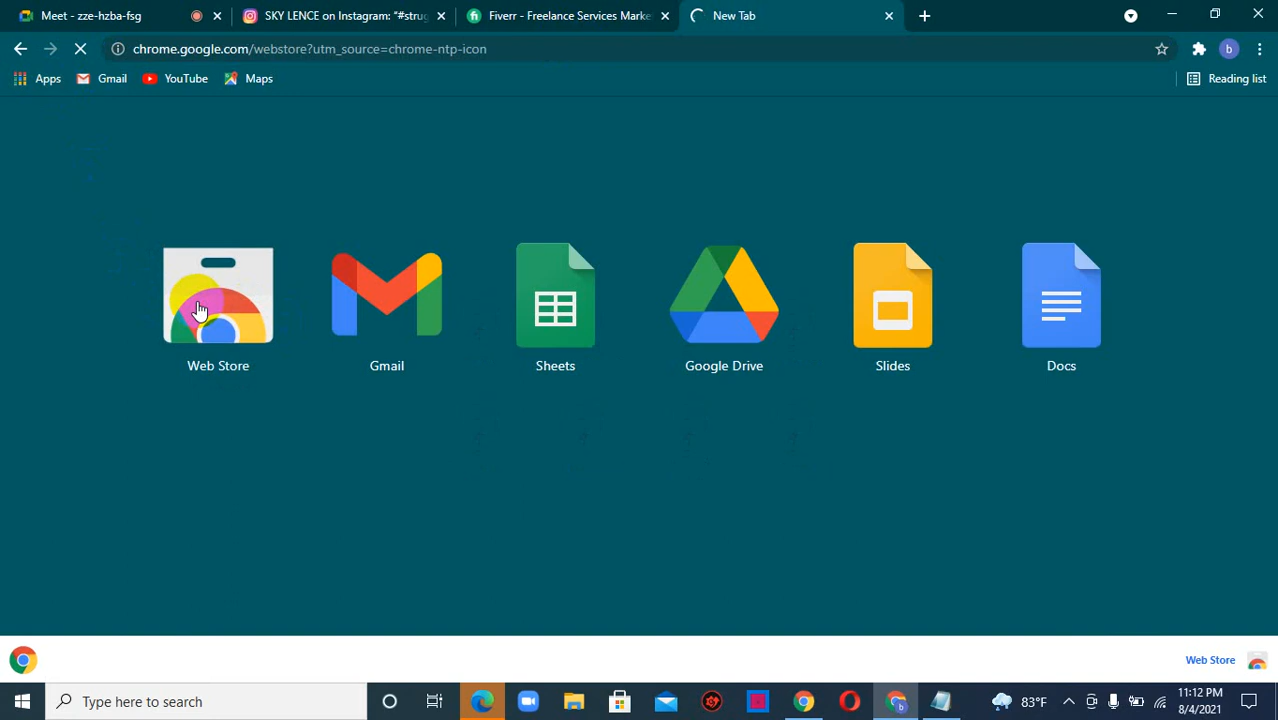 Meet - zze-hzba-fsg
SKY LENCE on Instagram: "#strug
Fiverr - Freelance Services Marke
New Tab
chrome.google.com/webstore?utm_source=chrome-ntp-icon
b
Apps
Gmail
YouTube
Maps
Reading list
Web Store
Gmail
Sheets
Google Drive
Slides
Docs
Web Store
Type here to search
b
83°F
11:12 PM
8/4/2021